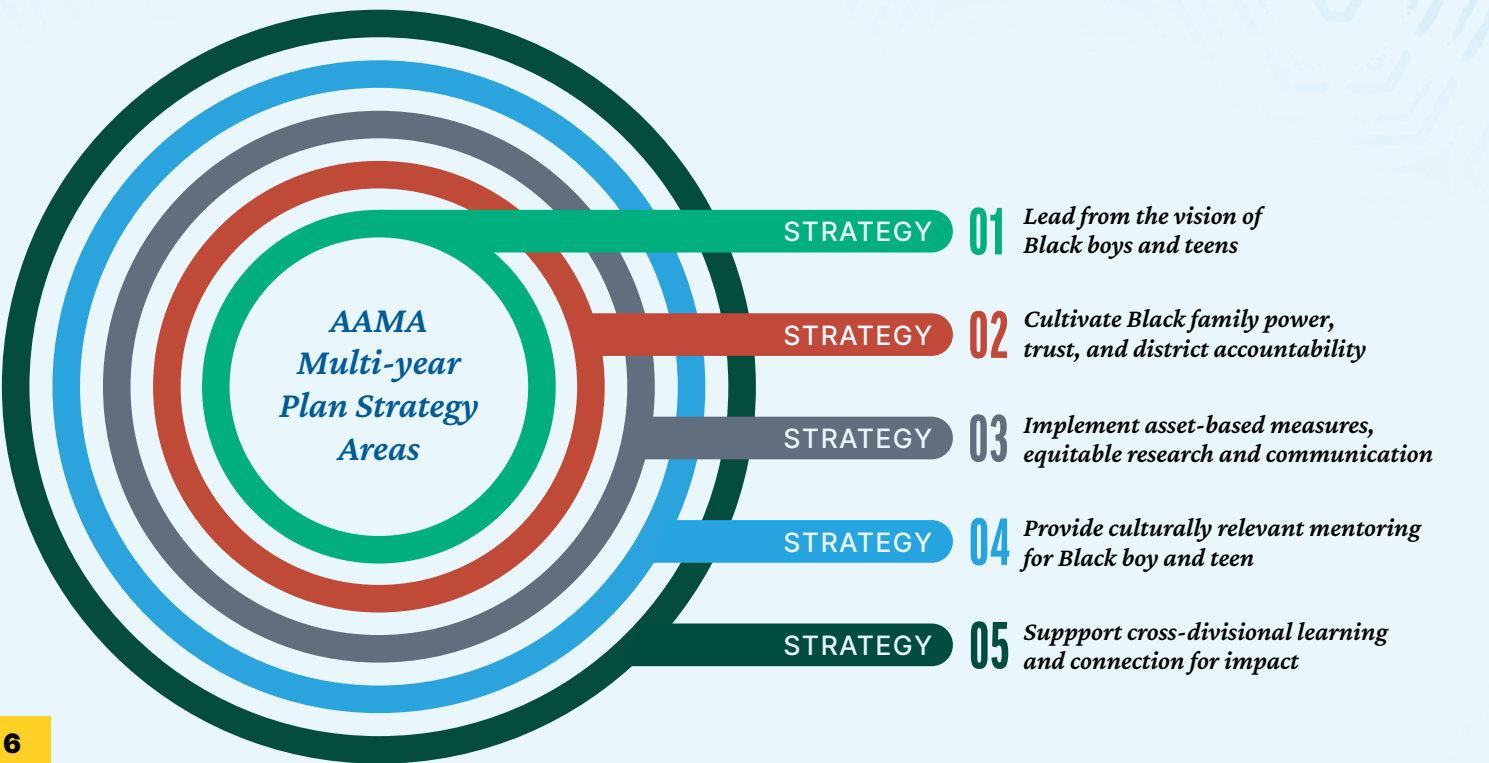 AAMA
Multi-year
Plan Strategy
Areas
STRATEGY 01
Lead from the vision of
Black boys and teens
STRATEGY 02
Cultivate Black family power,
trust, and district accountability
STRATEGY 03
Implement asset-based measures,
equitable research and communication
STRATEGY 04
Provide culturally relevant mentoring
for Black boy and teen
STRATEGY 05
Suppport cross-divisional learning
and connection for impact
6